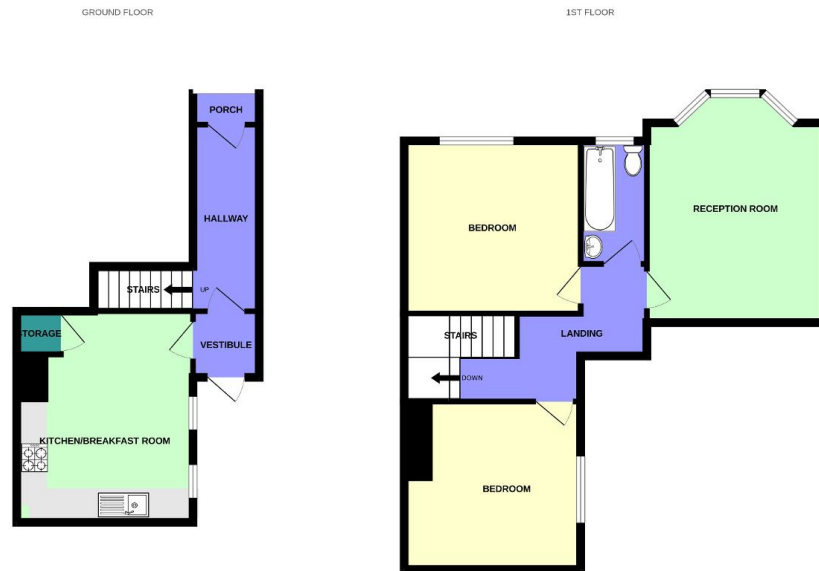 GROUND FLOOR
1ST FLOOR
PORCH
HALLWAY
STAIRS
UP
STORAGE
VESTIBULE
KITCHEN/BREAKFAST ROOM
BEDROOM
RECEPTION ROOM
STAIRS
LANDING
DOWN
BEDROOM